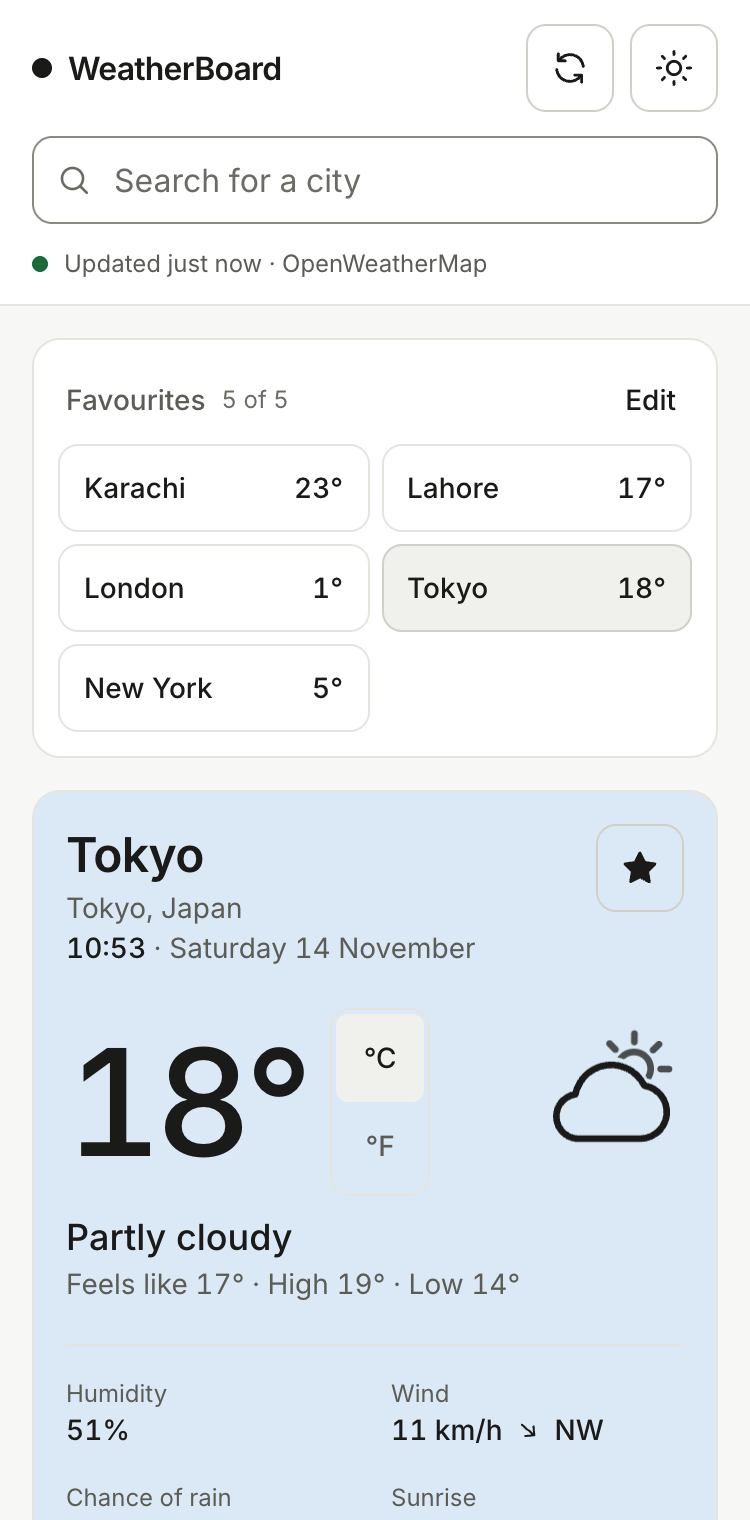 WeatherBoard
Search for a city
Updated just now · OpenWeatherMap
Favourites 5 of 5 Edit
Karachi 23° Lahore 17°
London 1° Tokyo 18°
New York 5°
Tokyo
Tokyo, Japan
10:53 · Saturday 14 November
18° °C
°F
Partly cloudy
Feels like 17° · High 19° · Low 14°
Humidity Wind
51% 11 km/h ↘ NW
Chance of rain Sunrise